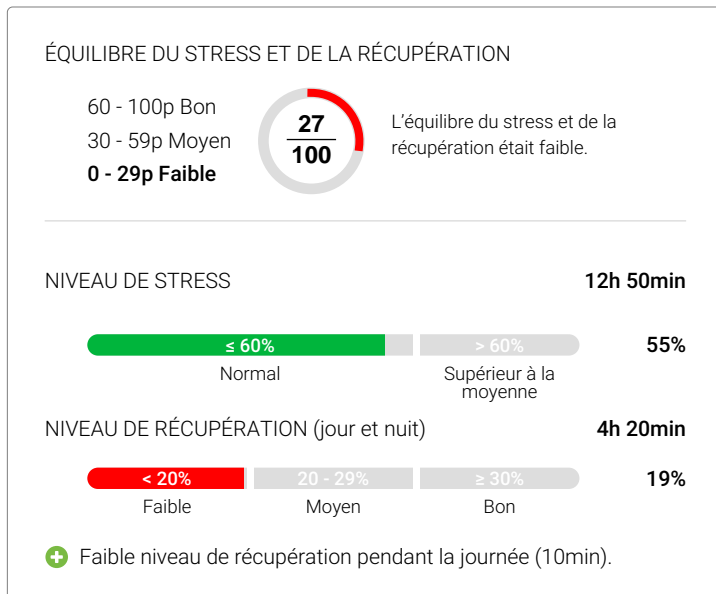 ÉQUILIBRE DU STRESS ET DE LA RÉCUPÉRATION
60 - 100p Bon
30 - 59p Moyen
0 - 29p Faible
27
100
L'équilibre du stress et de la
récupération était faible.
NIVEAU DE STRESS 12h 50min
≤ 60% > 60% 55%
Normal Supérieur à la
moyenne
NIVEAU DE RÉCUPÉRATION (jour et nuit) 4h 20min
< 20% 20 - 29% ≥ 30% 19%
Faible Moyen Bon
Faible niveau de récupération pendant la journée (10min).